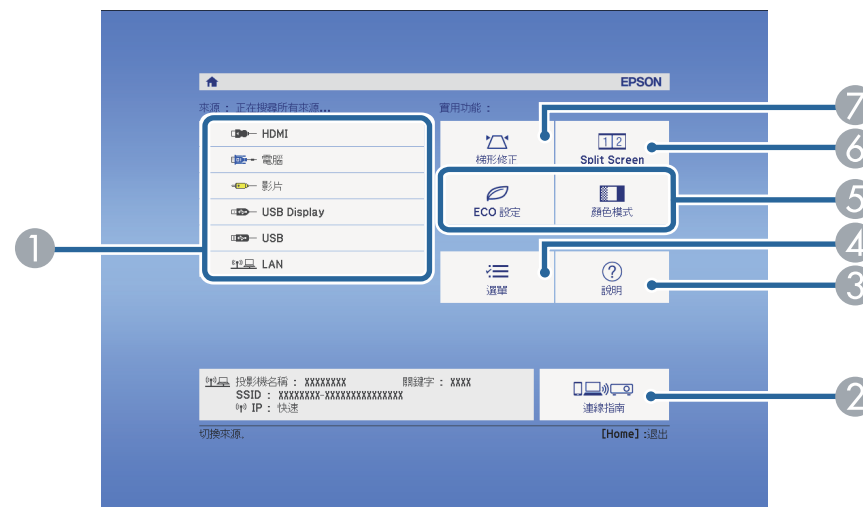 EPSON
來源 : 正在搜尋所有來源...
實用功能 :
HDMI
電腦
影片
USB Display
USB
LAN
梯形修正
Split Screen
1 2
ECO 設定
顏色模式
選單
? 說明
投影機名稱 : XXXXXXXX 關鍵字 : XXXX
SSID : XXXXXXXX-XXXXXXXXXXXXXXX
IP : 快速
連線指南
切換來源.
[Home] :退出
1
7
6
5
4
3
2